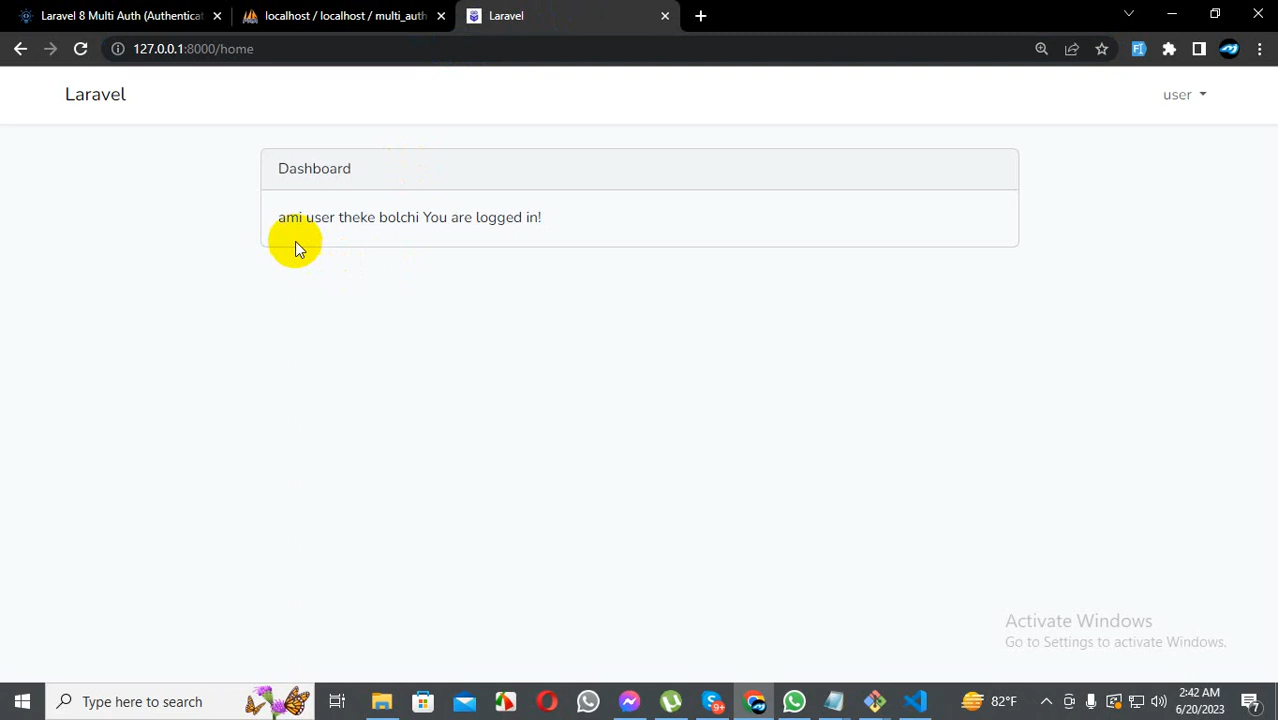 Laravel 8 Multi Auth (Authenticat
localhost / localhost / multi_auth
Laravel
127.0.0.1:8000/home
Laravel
user
Dashboard
ami user theke bolchi You are logged in!
Activate Windows
Go to Settings to activate Windows.
Type here to search
9+
82°F
2:42 AM
6/20/2023
7